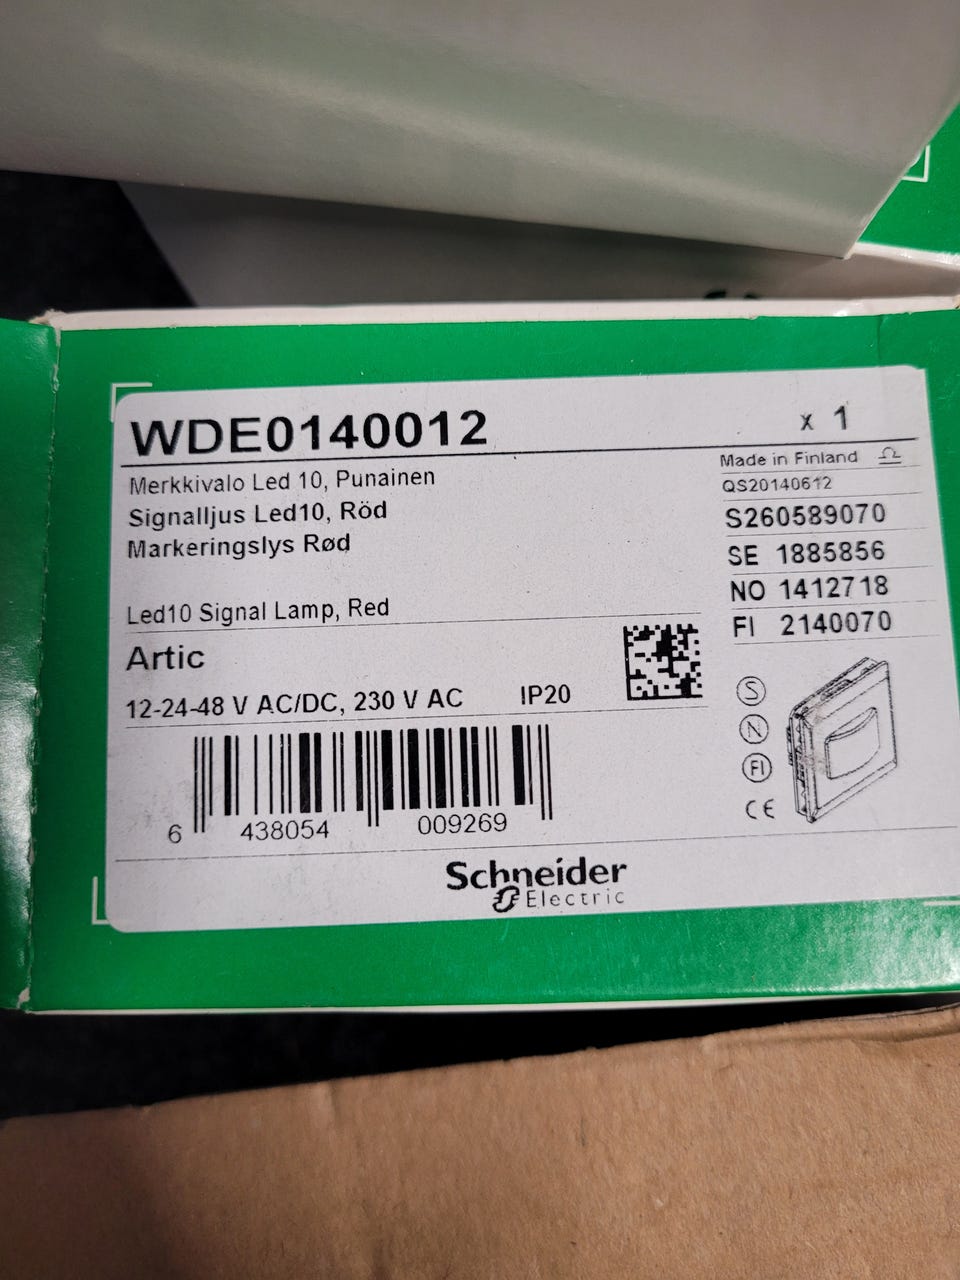 WDE0140012
x 1
Merkkivalo Led 10, Punainen
Signalljus Led10, Röd
Markeringslys Rød
Led10 Signal Lamp, Red
Artic
12-24-48 V AC/DC, 230 V AC IP20
6 438054 009269
Made in Finland
QS20140612
S260589070
SE 1885856
NO 1412718
FI 2140070
S
N
FI
CE
Schneider
Electric